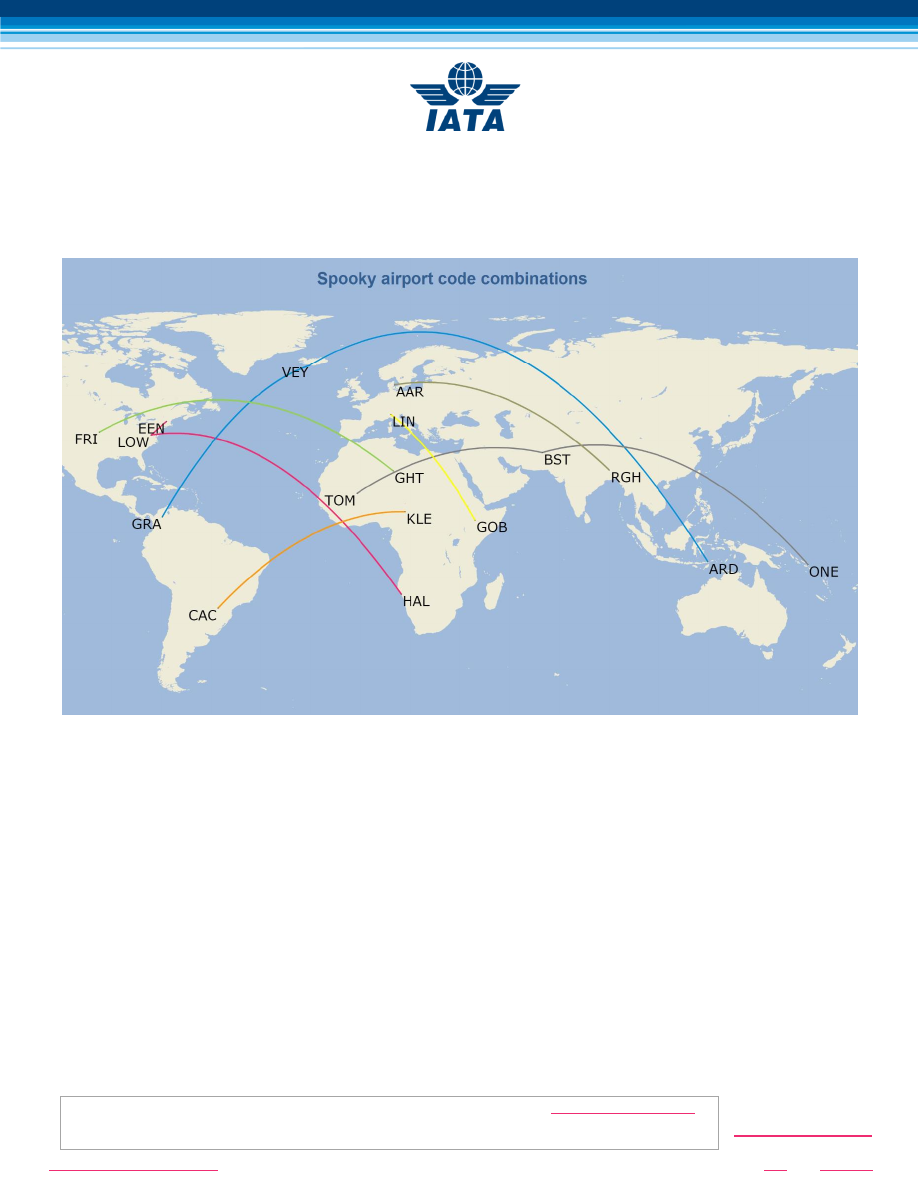 IATA
Spooky airport code combinations
VEY
AAR
LIN
EEN
FRI
LOW
BST
GHT
RGH
TOM
KLE
GRA
GOB
ARD
ONE
HAL
CAC